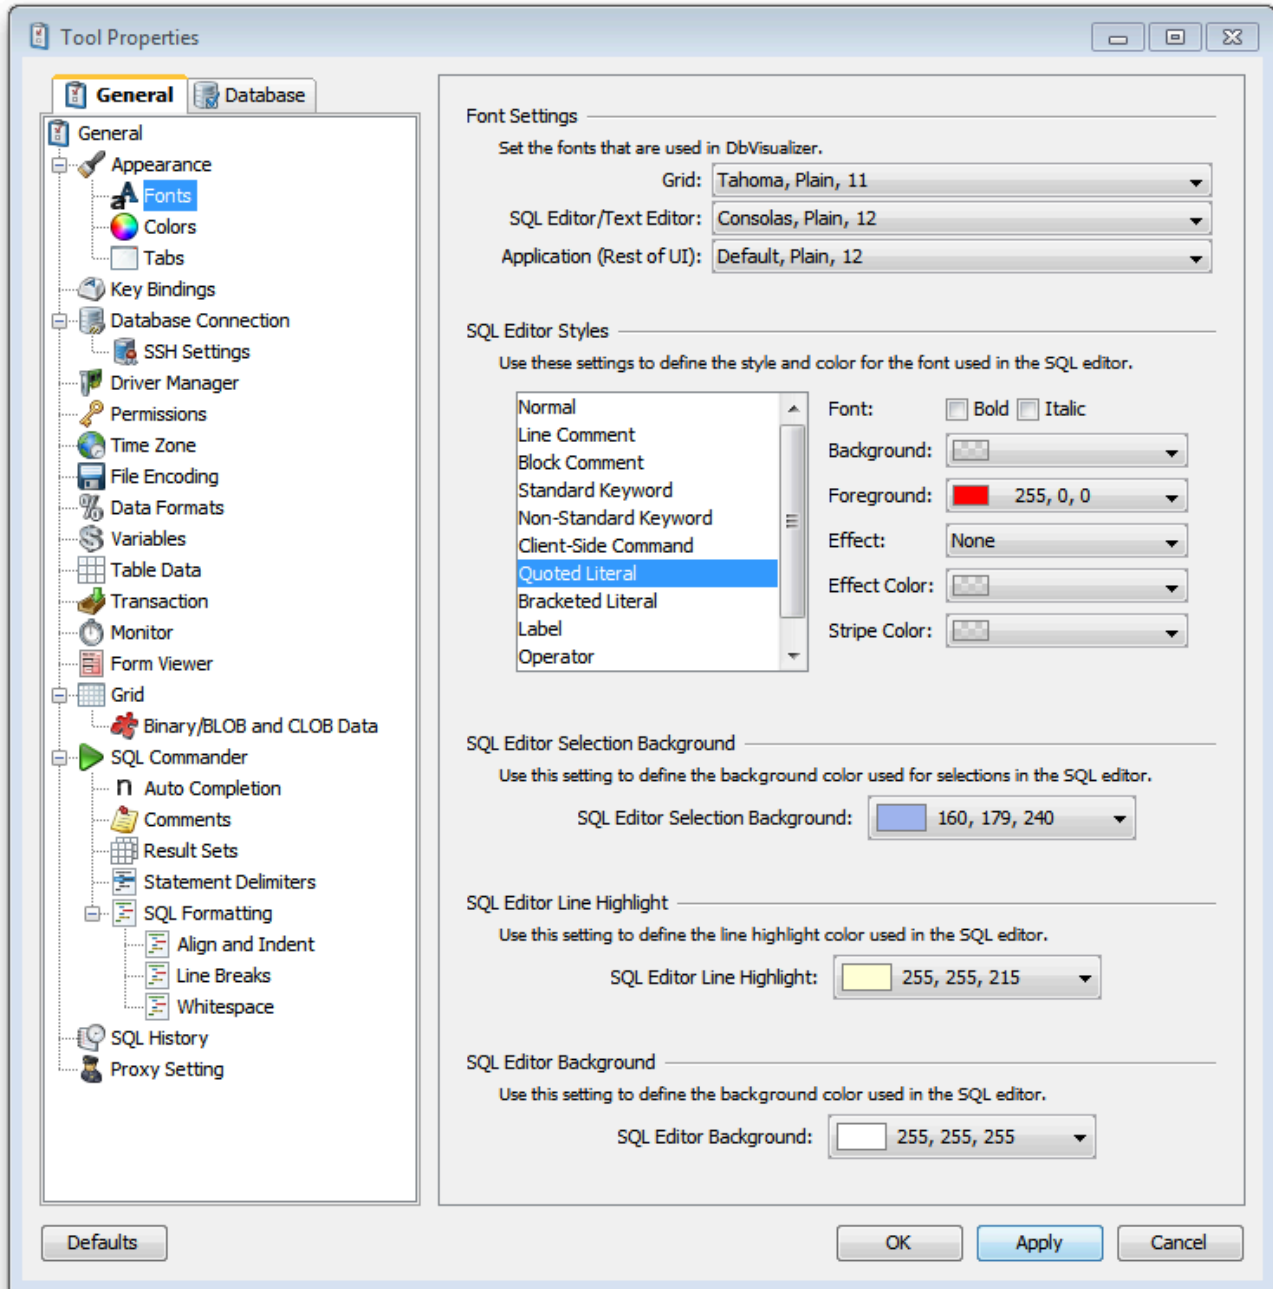 Tool Properties
General
Database
General
Appearance
Fonts
Colors
Tabs
Key Bindings
Database Connection
SSH Settings
Driver Manager
Permissions
Time Zone
File Encoding
Data Formats
Variables
Table Data
Transaction
Monitor
Form Viewer
Grid
Binary/BLOB and CLOB Data
SQL Commander
Auto Completion
Comments
Result Sets
Statement Delimiters
SQL Formatting
Align and Indent
Line Breaks
Whitespace
SQL History
Proxy Setting
Font Settings
Set the fonts that are used in DbVisualizer.
Grid: Tahoma, Plain, 11
SQL Editor/Text Editor: Consolas, Plain, 12
Application (Rest of UI): Default, Plain, 12
SQL Editor Styles
Use these settings to define the style and color for the font used in the SQL editor.
Normal
Line Comment
Block Comment
Standard Keyword
Non-Standard Keyword
Client-Side Command
Quoted Literal
Bracketed Literal
Label
Operator
Font: Bold Italic
Background:
Foreground: 255, 0, 0
Effect: None
Effect Color:
Stripe Color:
SQL Editor Selection Background
Use this setting to define the background color used for selections in the SQL editor.
SQL Editor Selection Background: 160, 179, 240
SQL Editor Line Highlight
Use this setting to define the line highlight color used in the SQL editor.
SQL Editor Line Highlight: 255, 255, 215
SQL Editor Background
Use this setting to define the background color used in the SQL editor.
SQL Editor Background: 255, 255, 255
Defaults
OK
Apply
Cancel